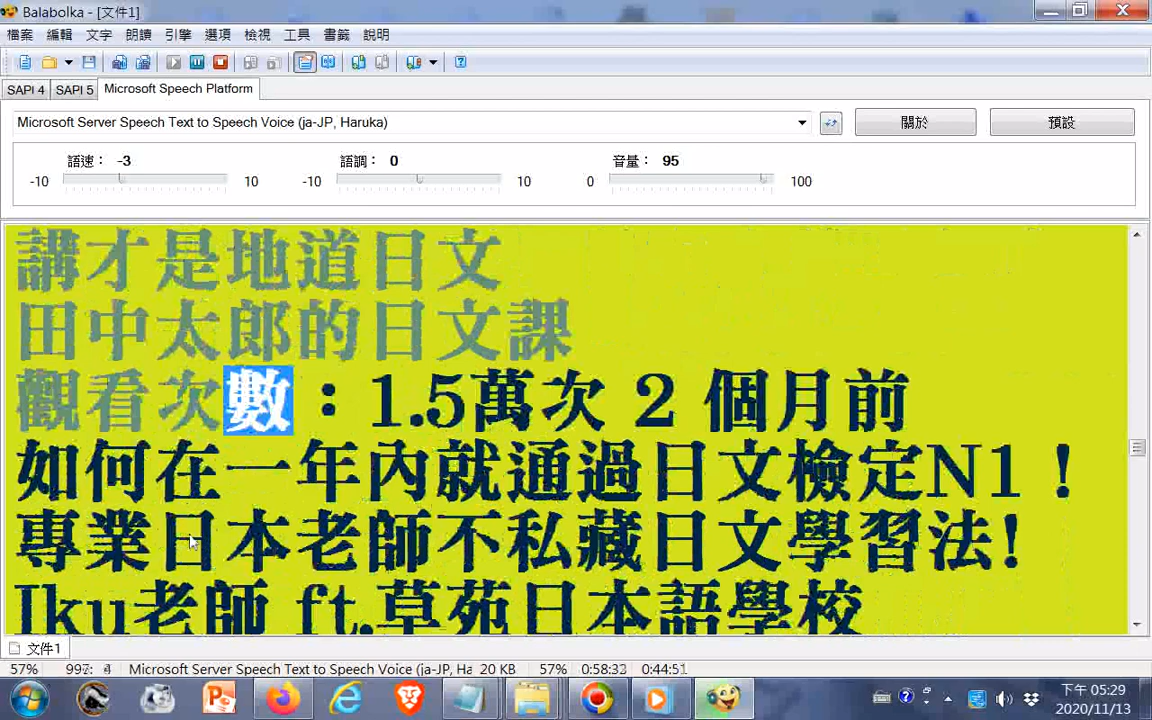 Balabolka - [文件1]
檔案 編輯 文字 朗讀 引擎 選項 檢視 工具 書籤 說明
SAPI 4 SAPI 5 Microsoft Speech Platform
Microsoft Server Speech Text to Speech Voice (ja-JP, Haruka) 關於 預設
語速： -3 語調： 0 音量： 95
-10 10 -10 10 0 100
講才是地道日文
田中太郎的日文課
觀看次數：1.5萬次 2 個月前
如何在一年內就通過日文檢定N1！
專業日本老師不私藏日文學習法!
Iku老師 ft.草苑日本語學校
文件1
57% 997: 4 Microsoft Server Speech Text to Speech Voice (ja-JP, Ha 20 KB 57% 0:58:33 0:44:51
下午 05:29
2020/11/13